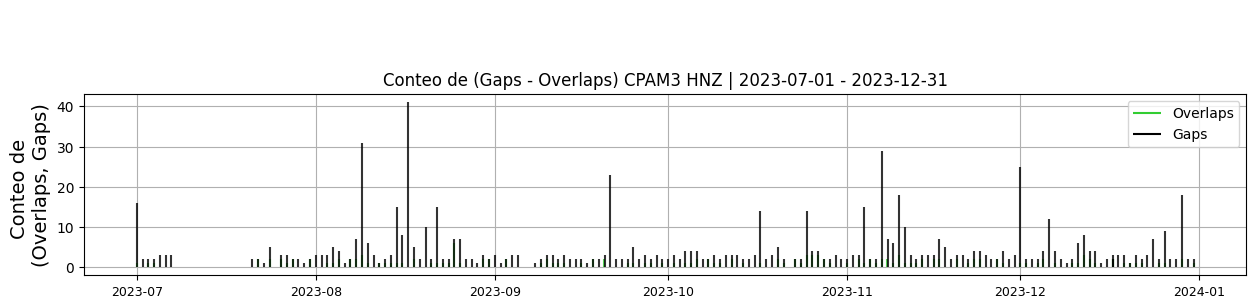 Conteo de (Gaps - Overlaps) CPAM3 HNZ | 2023-07-01 - 2023-12-31
Conteo de
(Overlaps, Gaps)
40
30
20
10
0
Overlaps
Gaps
2023-07
2023-08
2023-09
2023-10
2023-11
2023-12
2024-01